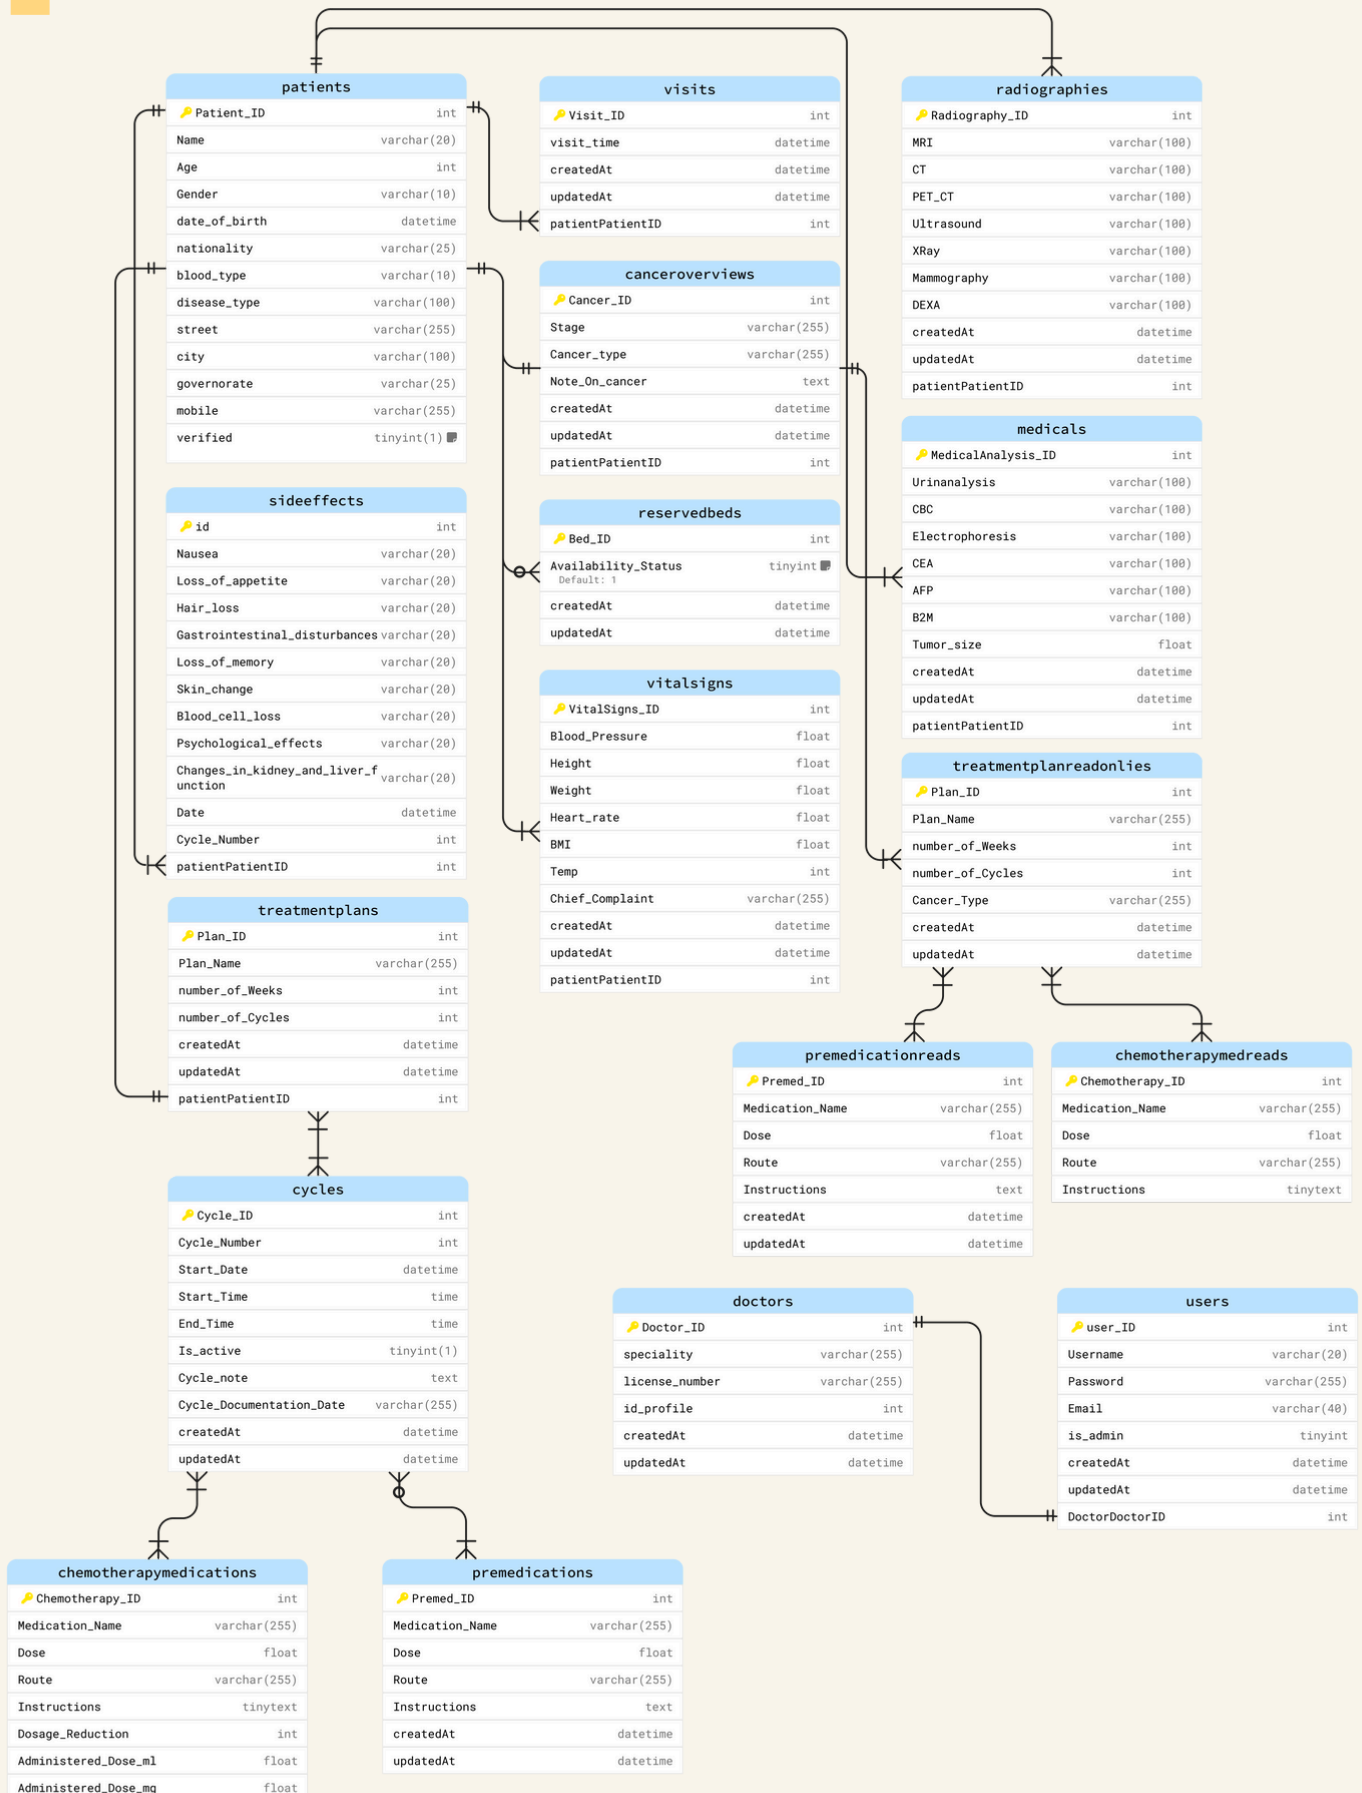 patients
Patient_ID int
Name varchar(20)
Age int
Gender varchar(10)
date_of_birth datetime
nationality varchar(25)
blood_type varchar(10)
disease_type varchar(100)
street varchar(255)
city varchar(100)
governorate varchar(25)
mobile varchar(255)
verified tinyint(1)
visits
Visit_ID int
visit_time datetime
createdAt datetime
updatedAt datetime
patientPatientID int
radiographies
Radiography_ID int
MRI varchar(100)
CT varchar(100)
PET_CT varchar(100)
Ultrasound varchar(100)
XRay varchar(100)
Mammography varchar(100)
DEXA varchar(100)
createdAt datetime
updatedAt datetime
patientPatientID int
canceroverviews
Cancer_ID int
Stage varchar(255)
Cancer_type varchar(255)
Note_On_cancer text
createdAt datetime
updatedAt datetime
patientPatientID int
medicals
MedicalAnalysis_ID int
Urinanalysis varchar(100)
CBC varchar(100)
Electrophoresis varchar(100)
CEA varchar(100)
AFP varchar(100)
B2M varchar(100)
Tumor_size float
createdAt datetime
updatedAt datetime
patientPatientID int
sideeffects
id int
Nausea varchar(20)
Loss_of_appetite varchar(20)
Hair_loss varchar(20)
Gastrointestinal_disturbances varchar(20)
Loss_of_memory varchar(20)
Skin_change varchar(20)
Blood_cell_loss varchar(20)
Psychological_effects varchar(20)
Changes_in_kidney_and_liver_f varchar(20)
unction
Date datetime
Cycle_Number int
patientPatientID int
reservedbeds
Bed_ID int
Availability_Status tinyint
Default: 1
createdAt datetime
updatedAt datetime
vitalsigns
VitalSigns_ID int
Blood_Pressure float
Height float
Weight float
Heart_rate float
BMI float
Temp int
Chief_Complaint varchar(255)
createdAt datetime
updatedAt datetime
patientPatientID int
treatmentplanreadonlies
Plan_ID int
Plan_Name varchar(255)
number_of_Weeks int
number_of_Cycles int
Cancer_Type varchar(255)
createdAt datetime
updatedAt datetime
treatmentplans
Plan_ID int
Plan_Name varchar(255)
number_of_Weeks int
number_of_Cycles int
createdAt datetime
updatedAt datetime
patientPatientID int
premedicationreads
Premed_ID int
Medication_Name varchar(255)
Dose float
Route varchar(255)
Instructions text
createdAt datetime
updatedAt datetime
chemotherapymedreads
Chemotherapy_ID int
Medication_Name varchar(255)
Dose float
Route varchar(255)
Instructions tinytext
cycles
Cycle_ID int
Cycle_Number int
Start_Date datetime
Start_Time time
End_Time time
Is_active tinyint(1)
Cycle_note text
Cycle_Documentation_Date varchar(255)
createdAt datetime
updatedAt datetime
doctors
Doctor_ID int
speciality varchar(255)
license_number varchar(255)
id_profile int
createdAt datetime
updatedAt datetime
users
user_ID int
Username varchar(20)
Password varchar(255)
Email varchar(40)
is_admin tinyint
createdAt datetime
updatedAt datetime
DoctorDoctorID int
chemotherapymedications
Chemotherapy_ID int
Medication_Name varchar(255)
Dose float
Route varchar(255)
Instructions tinytext
Dosage_Reduction int
Administered_Dose_ml float
Administered_Dose_mg float
premedications
Premed_ID int
Medication_Name varchar(255)
Dose float
Route varchar(255)
Instructions text
createdAt datetime
updatedAt datetime